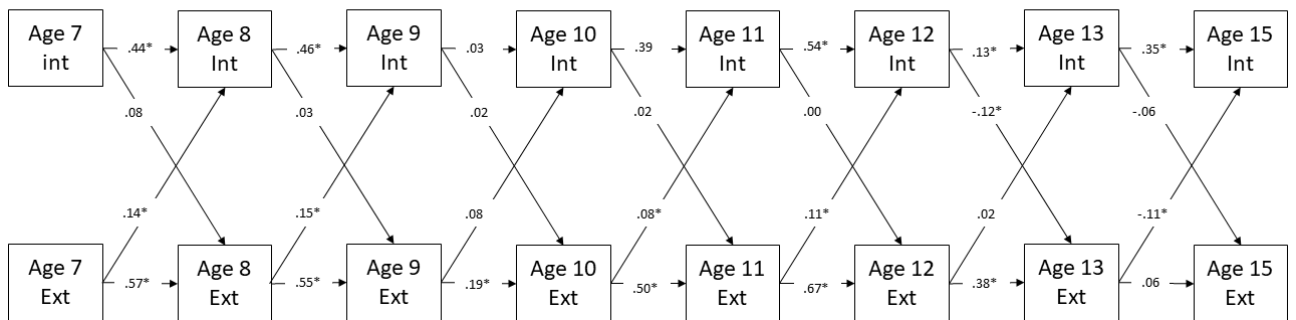 Age 7
int
.44*
Age 8
Int
.46*
Age 9
Int
.03
Age 10
Int
.39
Age 11
Int
.54*
Age 12
Int
.13*
Age 13
Int
.35*
Age 15
Int
.08
.03
.02
.02
.00
-.12*
-.06
.14*
.15*
.08
.08*
.11*
.02
-.11*
Age 7
Ext
.57*
Age 8
Ext
.55*
Age 9
Ext
.19*
Age 10
Ext
.50*
Age 11
Ext
.67*
Age 12
Ext
.38*
Age 13
Ext
.06
Age 15
Ext